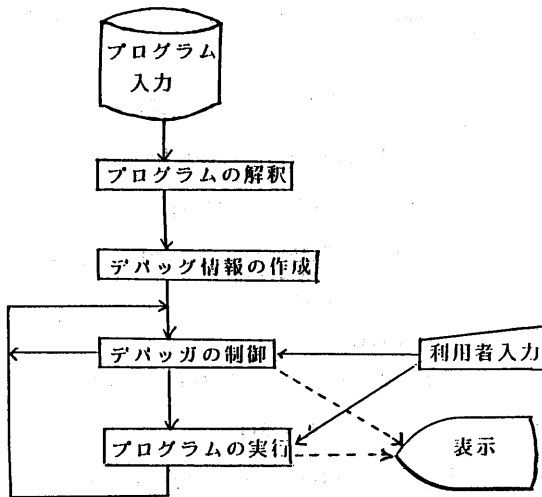 プログラム
入力
プログラムの解釈
デバッグ情報の作成
デバッガの制御
利用者入力
プログラムの実行
表示